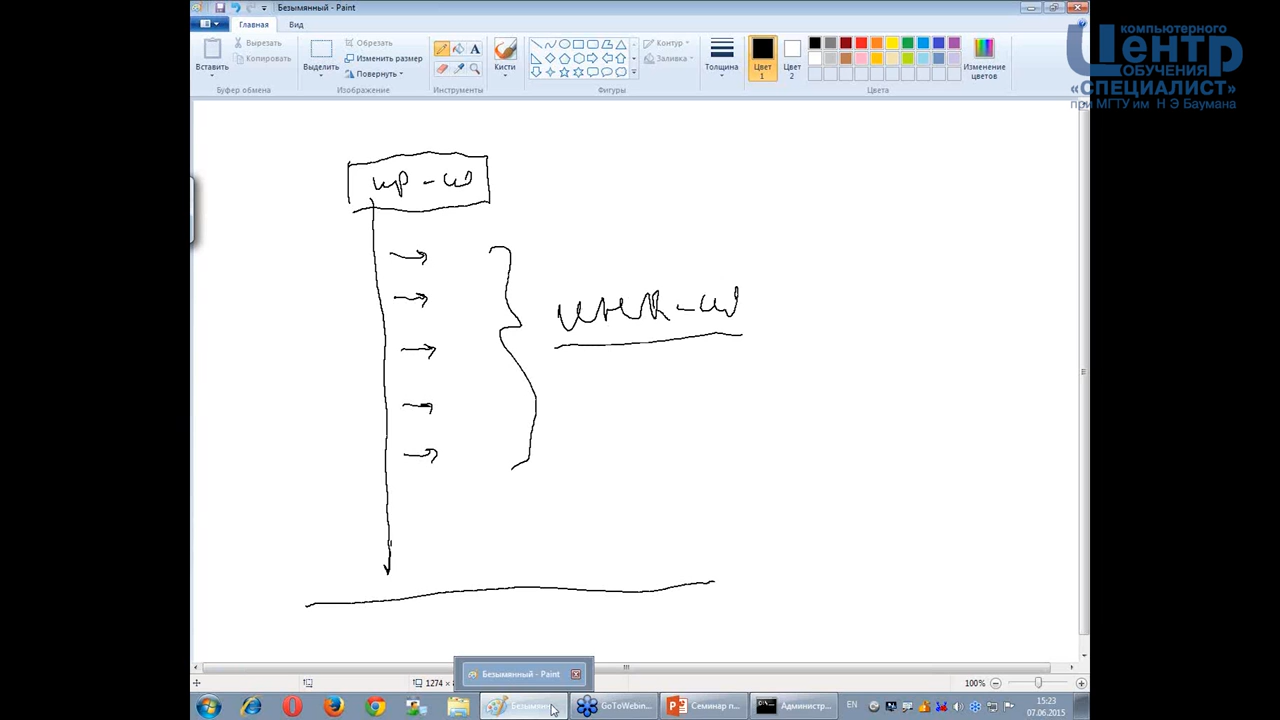 Безымянный - Paint
Главная
Вид
Вставить
Вырезать
Копировать
Буфер обмена
Выделить
Обрезать
Изменить размер
Повернуть
Изображение
Инструменты
Кисти
Фигуры
Контур
Заливка
Толщина
Цвет 1
Цвет 2
Изменение цветов
Цвета
компьютерного
Центр
ОБУЧЕНИЯ
«СПЕЦИАЛИСТ»
при МГТУ им Н Э Баумана
Безымянный - Paint
1274 ×
100%
GoToWebin...
Семинар п...
Администр...
EN
15:23
07.06.2015